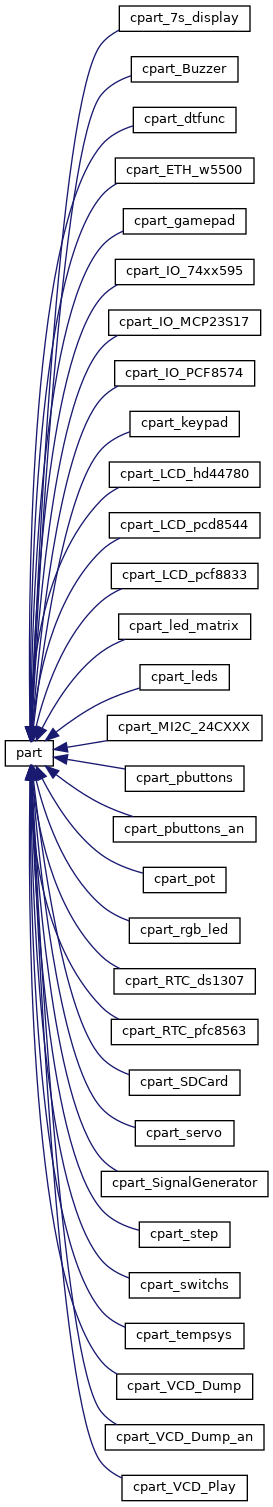 cpart_7s_display
cpart_Buzzer
cpart_dtfunc
cpart_ETH_w5500
cpart_gamepad
cpart_IO_74xx595
cpart_IO_MCP23S17
cpart_IO_PCF8574
cpart_keypad
cpart_LCD_hd44780
cpart_LCD_pcd8544
cpart_LCD_pcf8833
cpart_led_matrix
cpart_leds
cpart_MI2C_24CXXX
part
cpart_pbuttons
cpart_pbuttons_an
cpart_pot
cpart_rgb_led
cpart_RTC_ds1307
cpart_RTC_pfc8563
cpart_SDCard
cpart_servo
cpart_SignalGenerator
cpart_step
cpart_switchs
cpart_tempsys
cpart_VCD_Dump
cpart_VCD_Dump_an
cpart_VCD_Play